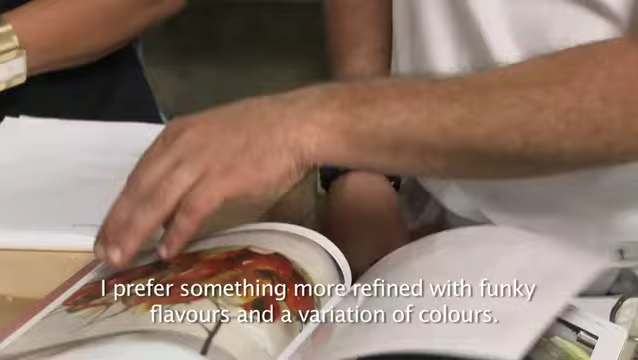 I prefer something more refined with funky
flavours and a variation of colours.